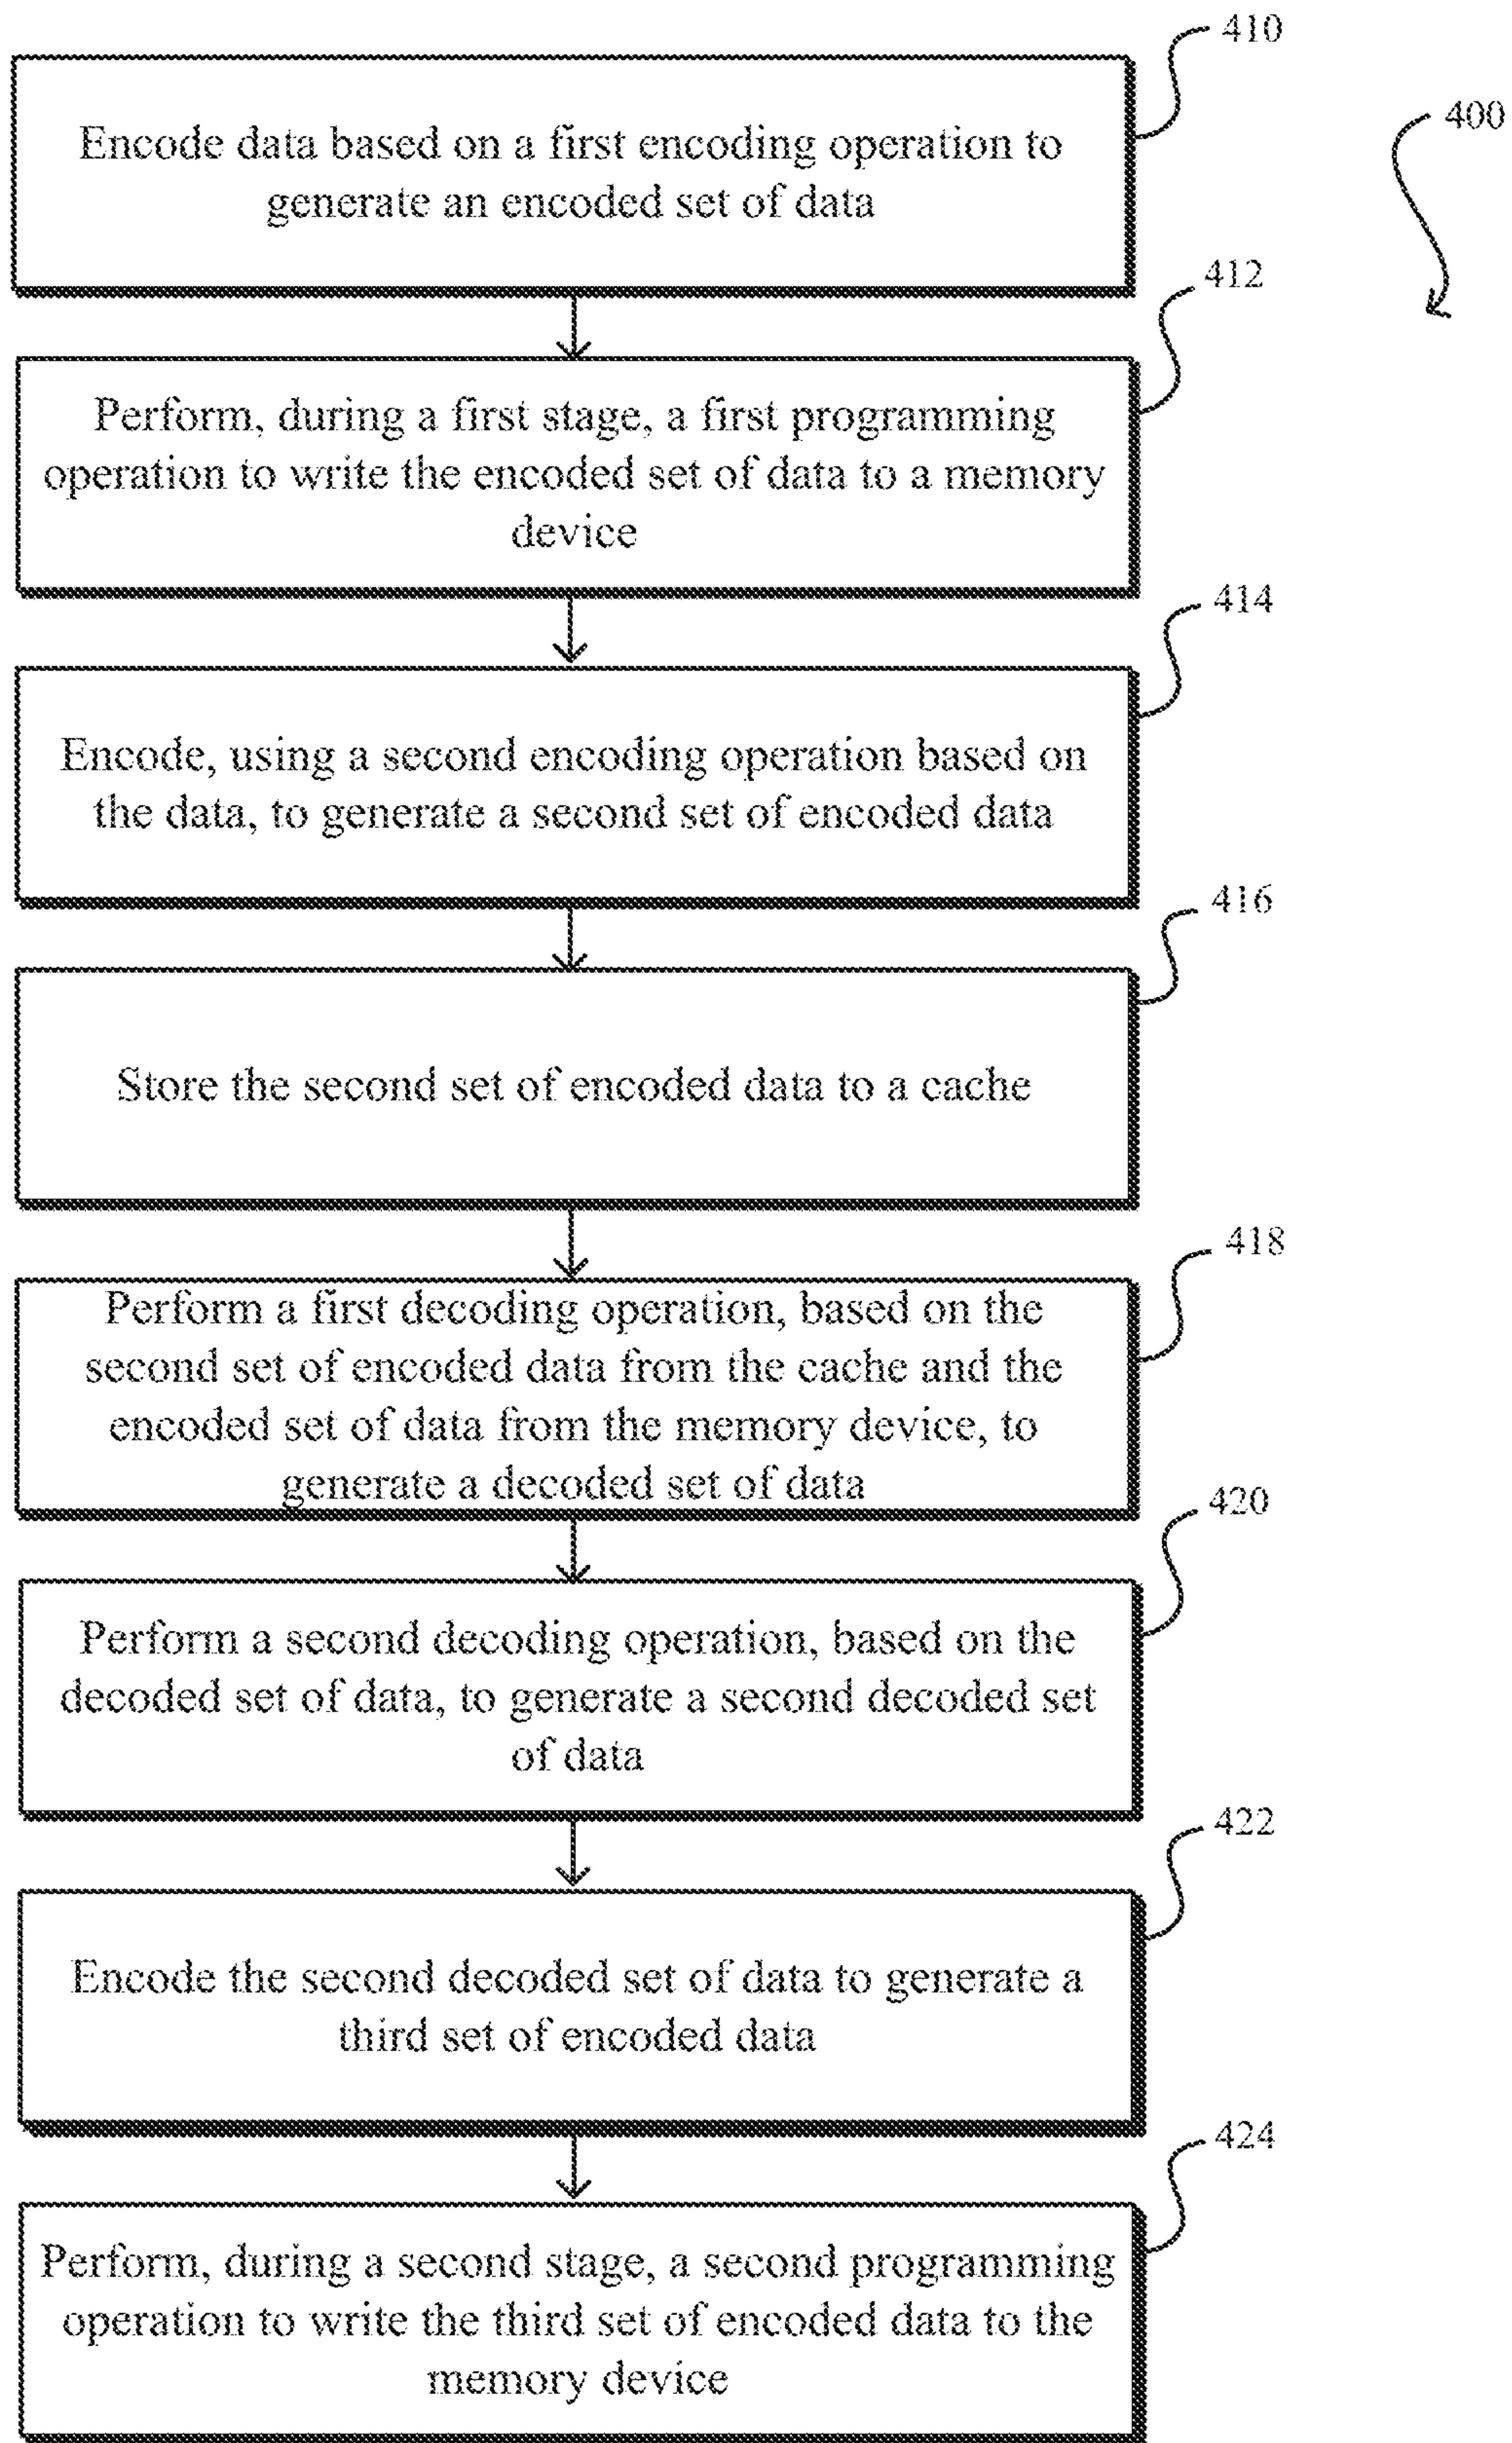 410
400
Encode data based on a first encoding operation to
generate an encoded set of data
412
Perform, during a first stage, a first programming
operation to write the encoded set of data to a memory
device
414
Encode, using a second encoding operation based on
the data, to generate a second set of encoded data
416
Store the second set of encoded data to a cache
418
Perform a first decoding operation, based on the
second set of encoded data from the cache and the
encoded set of data from the memory device, to
generate a decoded set of data
420
Perform a second decoding operation, based on the
decoded set of data, to generate a second decoded set
of data
422
Encode the second decoded set of data to generate a
third set of encoded data
424
Perform, during a second stage, a second programming
operation to write the third set of encoded data to the
memory device